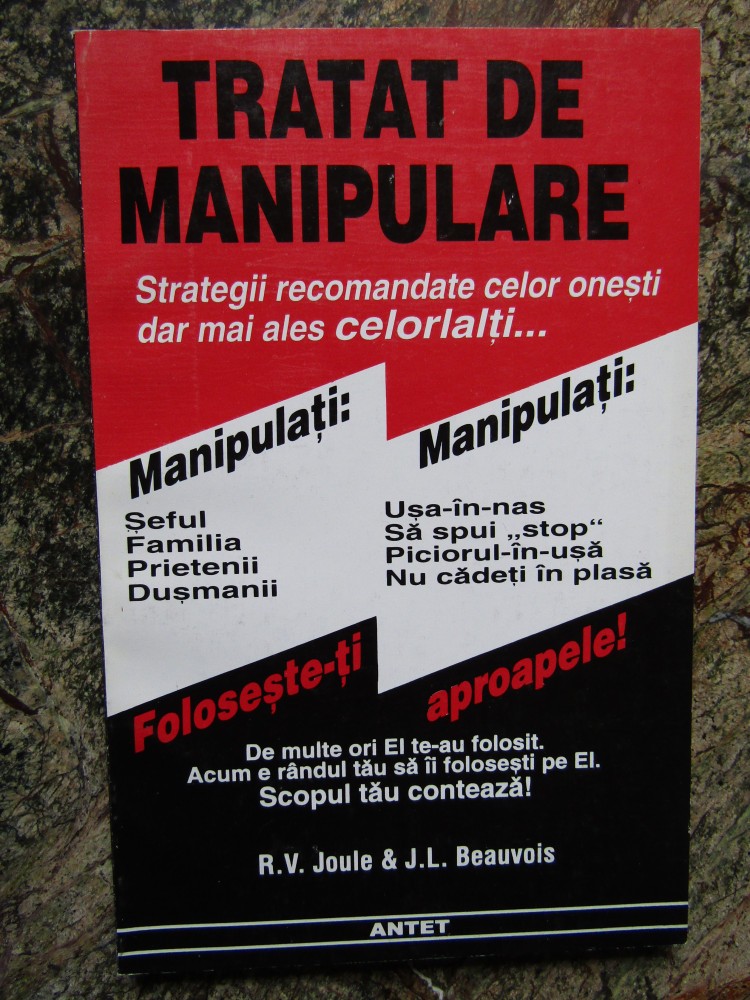 TRATAT DE
MANIPULARE
Strategii recomandate celor onești
dar mai ales celorlalți...
Manipulați:
Șeful
Familia
Prietenii
Dușmanii
Manipulați:
Ușa-în-nas
Să spui „stop“
Piciorul-în-ușă
Nu cădeți în plasă
Folosește-ți
aproapele!
De multe ori EI te-au folosit.
Acum e rândul tău să îi folosești pe EI.
Scopul tău contează!
R.V. Joule & J.L. Beauvois
ANTET